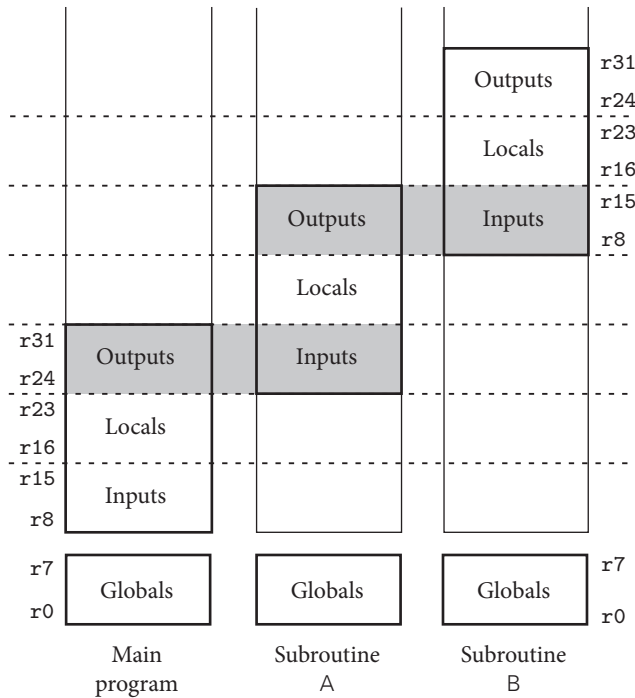 r31
Outputs
r24
r23
Locals
r16
r15
Outputs
Inputs
r8
Locals
r31
Outputs
Inputs
r24
r23
Locals
r16
r15
Inputs
r8
r7
r7
Globals
Globals
Globals
r0
r0
Main
program
Subroutine
A
Subroutine
B